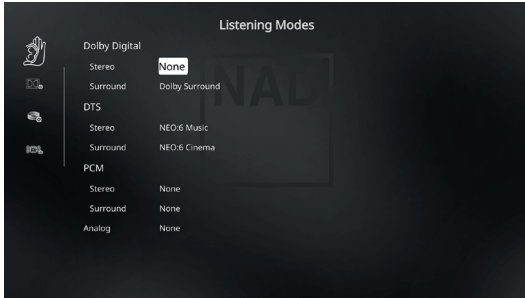 Listening Modes
Dolby Digital
Stereo None
Surround Dolby Surround
NAD
DTS
Stereo NEO:6 Music
Surround NEO:6 Cinema
PCM
Stereo None
Surround None
Analog None